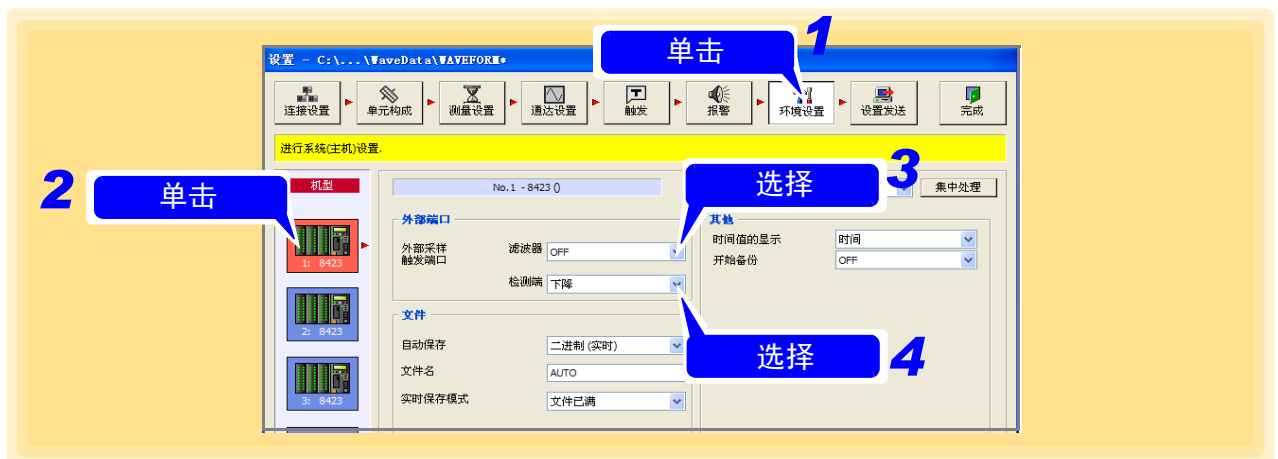 单击 1
设置 - C:\...\WaveData\WAVEFORM*
连接设置 单元构成 测量设置 通达设置 触发 报警 环境设置 设置发送 完成
进行系统(主机)设置.
2 单击
机型
No.1 - 8423 ()
选择 3
集中处理
外部端口
其他
外部采样
触发端口
滤波器 OFF
时间值的显示 时间
开始备份 OFF
1: 8423
检测端 下降
文件
2: 8423
自动保存 二进制 (实时)
选择 4
文件名 AUTO
实时保存模式 文件已满
3: 8423